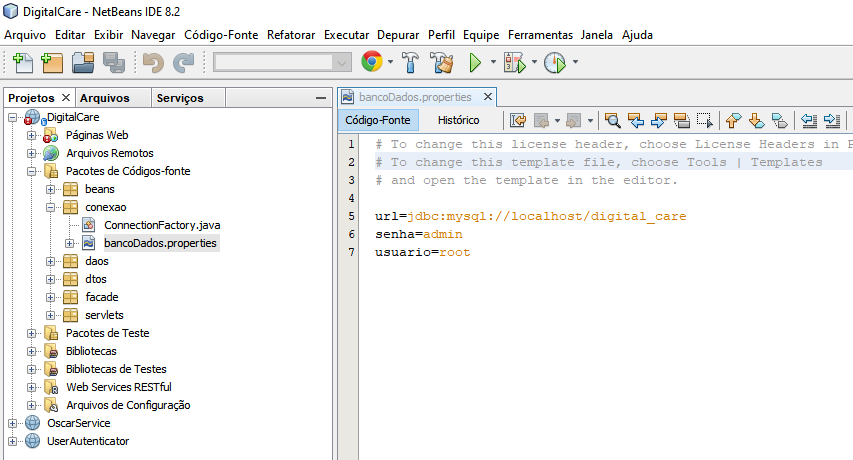 DigitalCare - NetBeans IDE 8.2
Arquivo Editar Exibir Navegar Código-Fonte Refatorar Executar Depurar Perfil Equipe Ferramentas Janela Ajuda
Projetos Arquivos Serviços
DigitalCare
Páginas Web
Arquivos Remotos
Pacotes de Códigos-fonte
beans
conexao
ConnectionFactory.java
bancoDados.properties
daos
dtos
facade
servlets
Pacotes de Teste
Bibliotecas
Bibliotecas de Testes
Web Services RESTful
Arquivos de Configuração
OscarService
UserAutenticator
bancoDados.properties
Código-Fonte Histórico
1 # To change this license header, choose License Headers in P
2 # To change this template file, choose Tools | Templates
3 # and open the template in the editor.
4
5 url=jdbc:mysql://localhost/digital_care
6 senha=admin
7 usuario=root